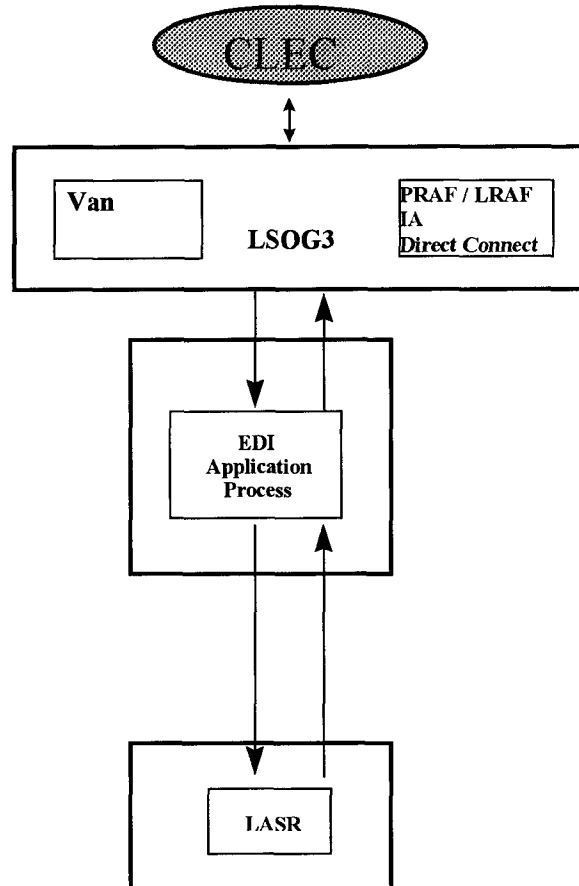 CLEC
Van
PRAF / LRAF
IA
Direct Connect
LSOG3
EDI
Application
Process
LASR